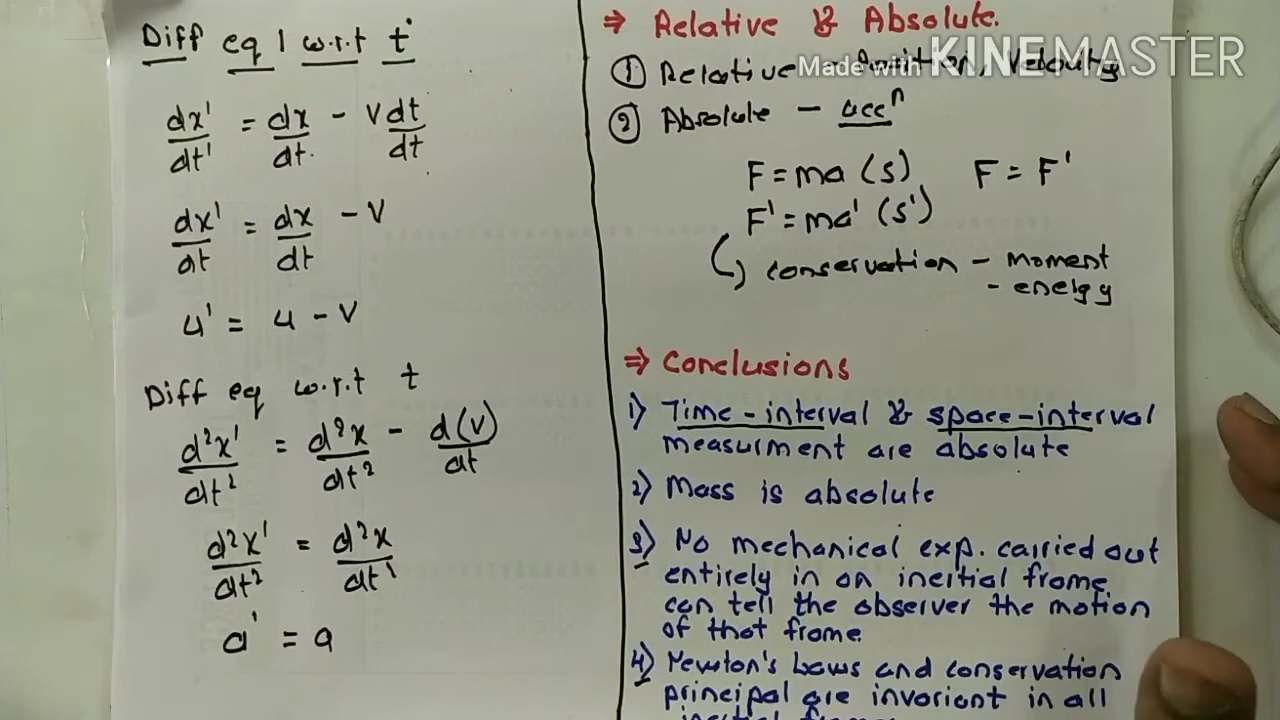 Diff eq 1 w.r.t t
dx'/dt' = dx/dt - v dt/dt
dx'/dt = dx/dt - v
u' = u - v
Diff eq w.r.t t
d²x'/dt² = d²x/dt² - d(v)/dt
d²x'/dt² = d²x/dt²
a' = a
⇒ Relative & Absolute.
Made with KINEMASTER
① Relative - Position, Velocity
② Absolute - accⁿ
F = ma (s) F = F'
F' = ma' (s')
conservation - moment
- energy
⇒ Conclusions
1) Time-interval & space-interval
measurment are absolute
2) Mass is absolute
3) No mechanical exp. carried out
entirely in an inertial frame
can tell the observer the motion
of that frame.
4) Newton's laws and conservation
principal are invarient in all